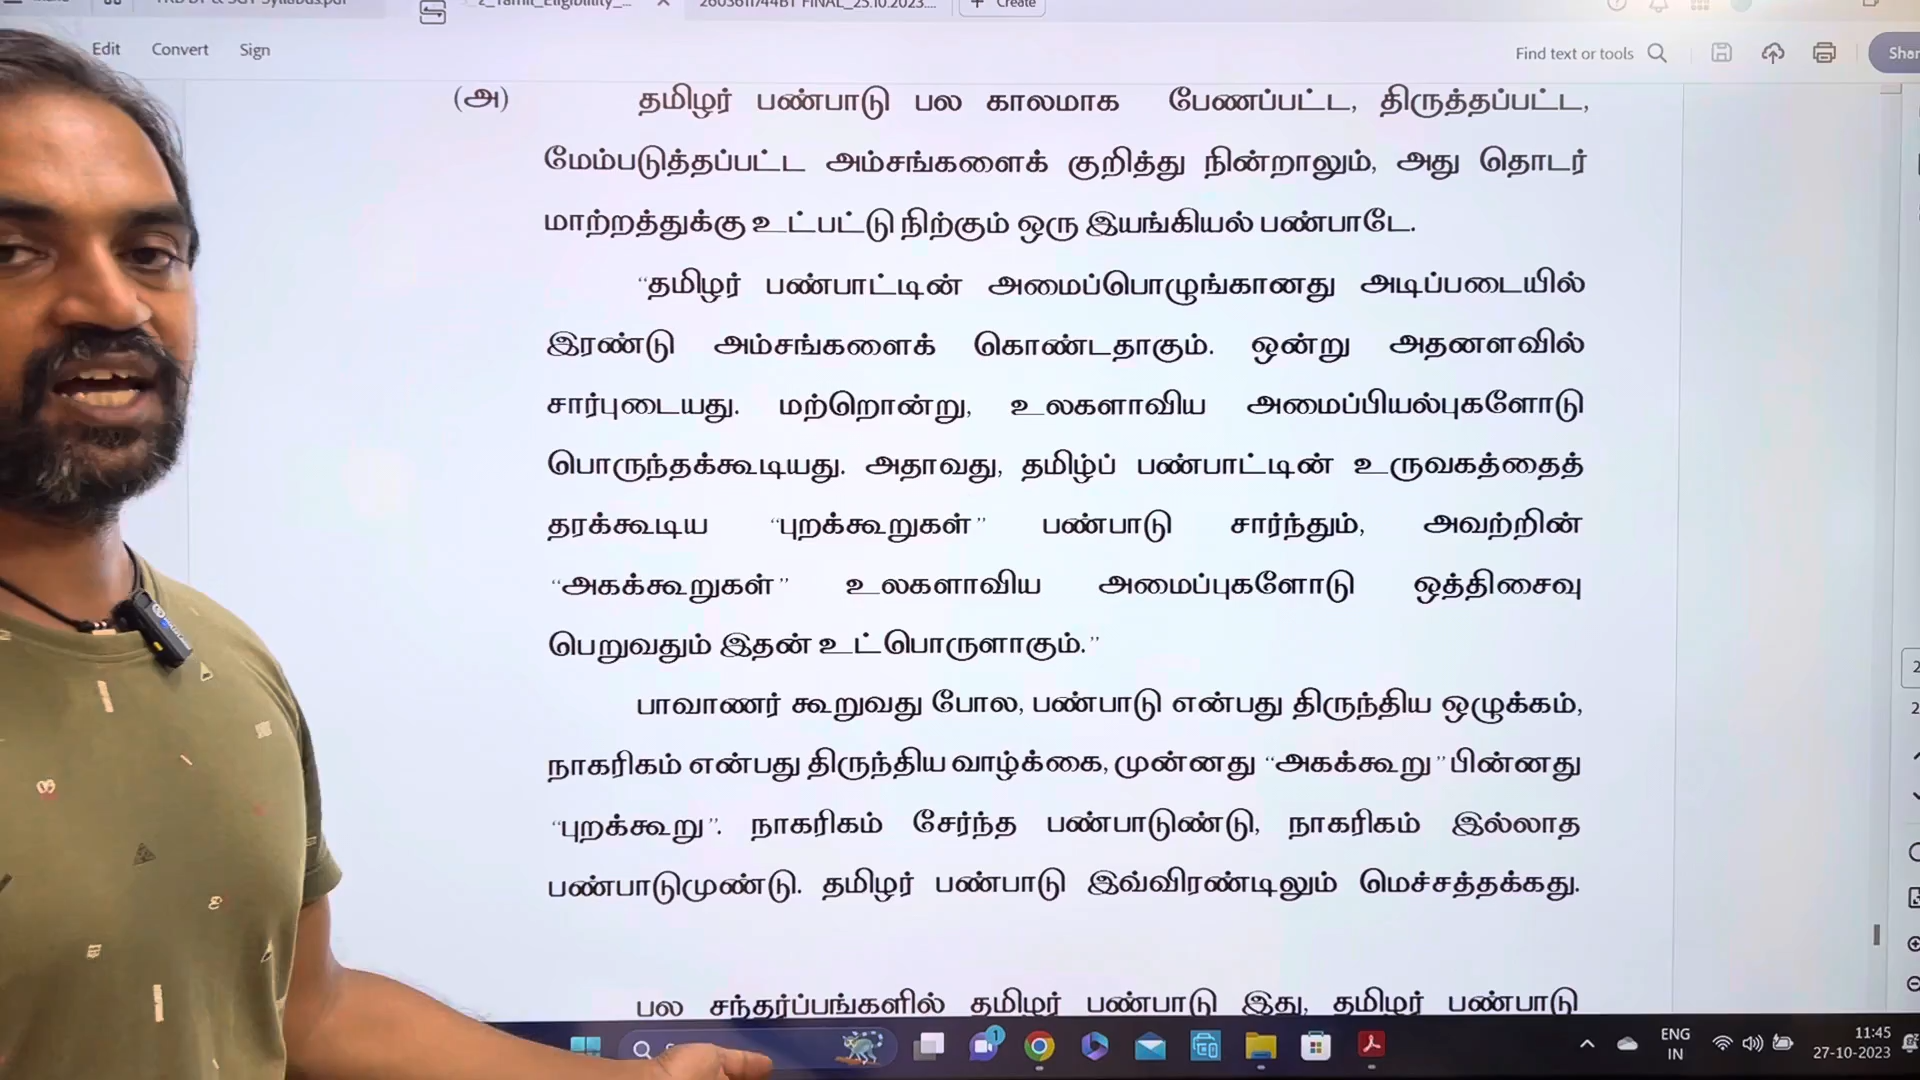 2_Tamil_Eligibility_...
2603611744BT FINAL_25.10.2023....
Create
Edit Convert Sign
Find text or tools
(அ) தமிழர் பண்பாடு பல காலமாக பேணப்பட்ட, திருத்தப்பட்ட,
மேம்படுத்தப்பட்ட அம்சங்களைக் குறித்து நின்றாலும், அது தொடர்
மாற்றத்துக்கு உட்பட்டு நிற்கும் ஒரு இயங்கியல் பண்பாடே.
“தமிழர் பண்பாட்டின் அமைப்பொழுங்கானது அடிப்படையில்
இரண்டு அம்சங்களைக் கொண்டதாகும். ஒன்று அதனளவில்
சார்புடையது. மற்றொன்று, உலகளாவிய அமைப்பியல்புகளோடு
பொருந்தக்கூடியது. அதாவது, தமிழ்ப் பண்பாட்டின் உருவகத்தைத்
தரக்கூடிய “புறக்கூறுகள்” பண்பாடு சார்ந்தும், அவற்றின்
“அகக்கூறுகள்” உலகளாவிய அமைப்புகளோடு ஒத்திசைவு
பெறுவதும் இதன் உட்பொருளாகும்.”
பாவாணர் கூறுவது போல, பண்பாடு என்பது திருந்திய ஒழுக்கம்,
நாகரிகம் என்பது திருந்திய வாழ்க்கை, முன்னது “அகக்கூறு” பின்னது
“புறக்கூறு”. நாகரிகம் சேர்ந்த பண்பாடுண்டு, நாகரிகம் இல்லாத
பண்பாடுமுண்டு. தமிழர் பண்பாடு இவ்விரண்டிலும் மெச்சத்தக்கது.
பல சந்தர்ப்பங்களில் தமிழர் பண்பாடு இது, தமிழர் பண்பாடு
ENG
IN
11:45
27-10-2023